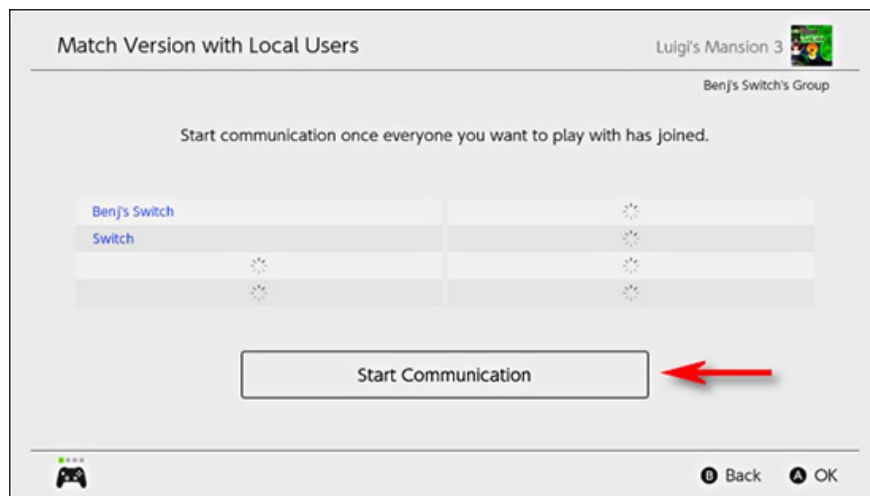 Match Version with Local Users
Luigi's Mansion 3
Benj's Switch's Group
Start communication once everyone you want to play with has joined.
Benj's Switch
Switch
Start Communication
B Back A OK